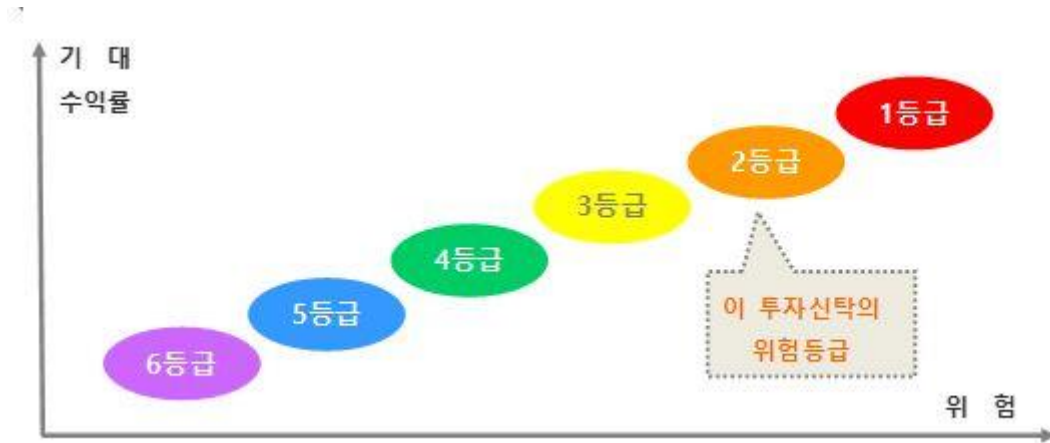 기 대
수익률
1등급
2등급
3등급
4등급
5등급
6등급
이 투자신탁의
위험등급
위 험